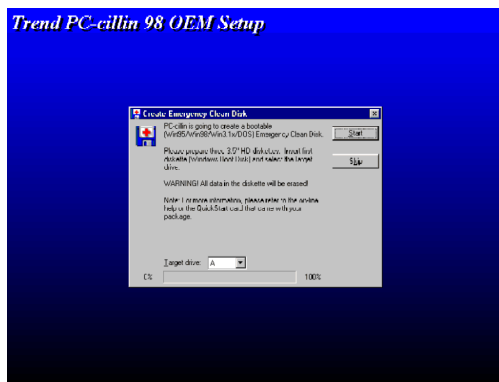 Trend PC-cillin 98 OEM Setup
Create Emergency Clean Disk
PC-cillin is going to create a bootable
(Win95/Win98/Win3.1x/DOS) Emergency Clean Disk.
Start
Please prepare three 3.5" HD diskettes. Insert first
diskette (Windows Boot Disk) and select the target
drive.
Skip
WARNING! All data in the diskette will be erased!
Note: For more information, please refer to the on-line
help or the QuickStart card that came with your
package.
Target drive: A
0% 100%